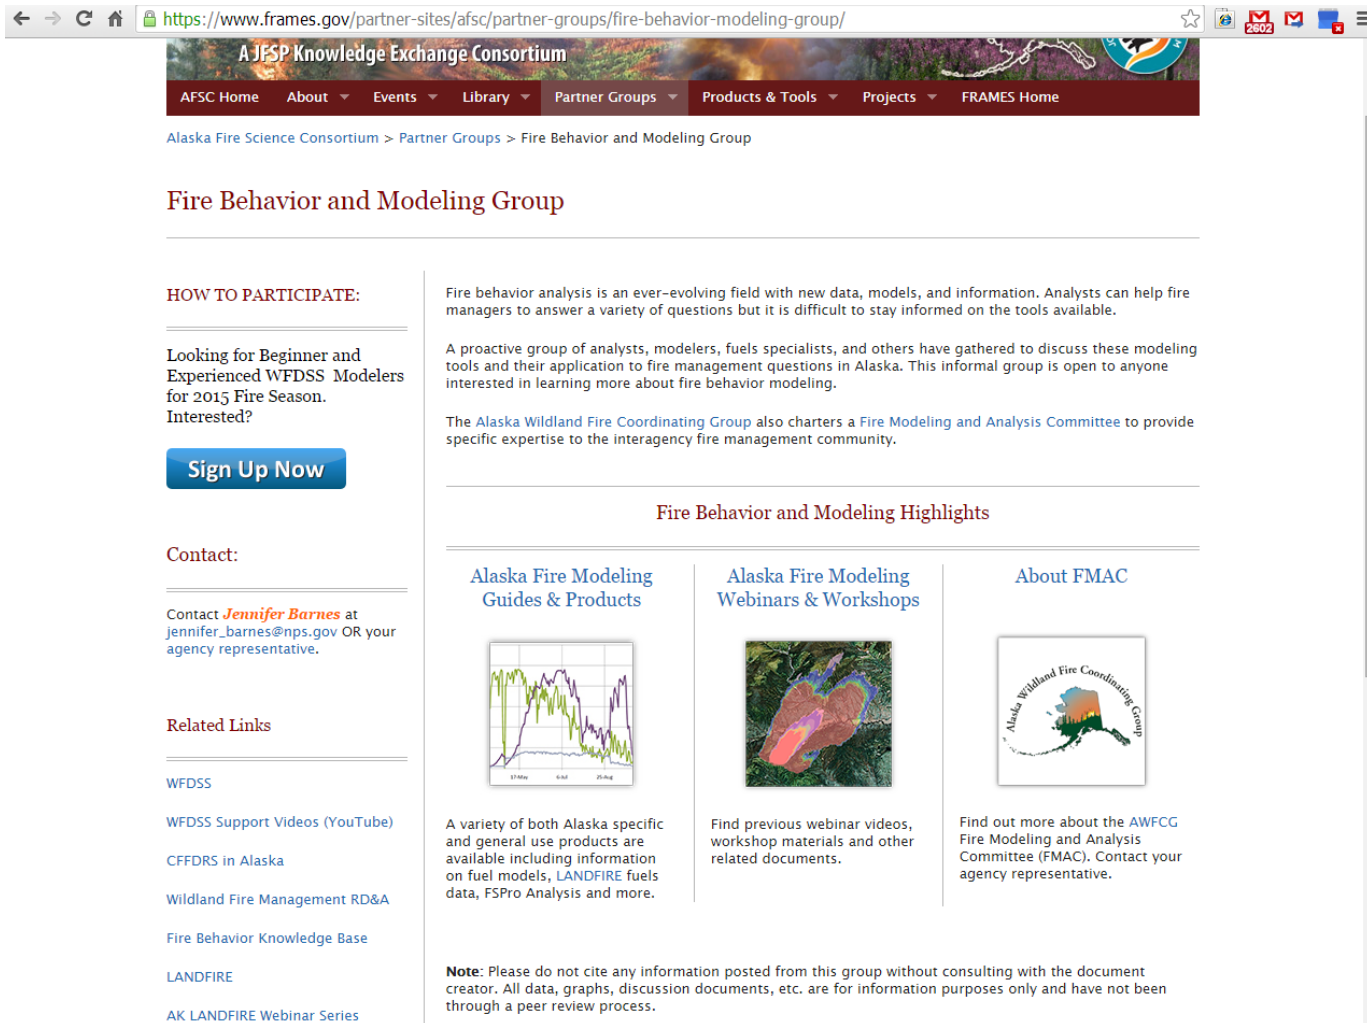 https://www.frames.gov/partner-sites/afsc/partner-groups/fire-behavior-modeling-group/
2602
A JFSP Knowledge Exchange Consortium
AFSC Home About Events Library Partner Groups Products & Tools Projects FRAMES Home
Alaska Fire Science Consortium > Partner Groups > Fire Behavior and Modeling Group
Fire Behavior and Modeling Group
HOW TO PARTICIPATE:
Looking for Beginner and
Experienced WFDSS Modelers
for 2015 Fire Season.
Interested?
Sign Up Now
Contact:
Contact Jennifer Barnes at
jennifer_barnes@nps.gov OR your
agency representative.
Related Links
WFDSS
WFDSS Support Videos (YouTube)
CFFDRS in Alaska
Wildland Fire Management RD&A
Fire Behavior Knowledge Base
LANDFIRE
AK LANDFIRE Webinar Series
Fire behavior analysis is an ever-evolving field with new data, models, and information. Analysts can help fire
managers to answer a variety of questions but it is difficult to stay informed on the tools available.
A proactive group of analysts, modelers, fuels specialists, and others have gathered to discuss these modeling
tools and their application to fire management questions in Alaska. This informal group is open to anyone
interested in learning more about fire behavior modeling.
The Alaska Wildland Fire Coordinating Group also charters a Fire Modeling and Analysis Committee to provide
specific expertise to the interagency fire management community.
Fire Behavior and Modeling Highlights
Alaska Fire Modeling
Guides & Products
17-May 6-Jul 25-Aug
A variety of both Alaska specific
and general use products are
available including information
on fuel models, LANDFIRE fuels
data, FSPro Analysis and more.
Alaska Fire Modeling
Webinars & Workshops
Find previous webinar videos,
workshop materials and other
related documents.
About FMAC
Alaska Wildland Fire Coordinating Group
Find out more about the AWFCG
Fire Modeling and Analysis
Committee (FMAC). Contact your
agency representative.
Note: Please do not cite any information posted from this group without consulting with the document
creator. All data, graphs, discussion documents, etc. are for information purposes only and have not been
through a peer review process.